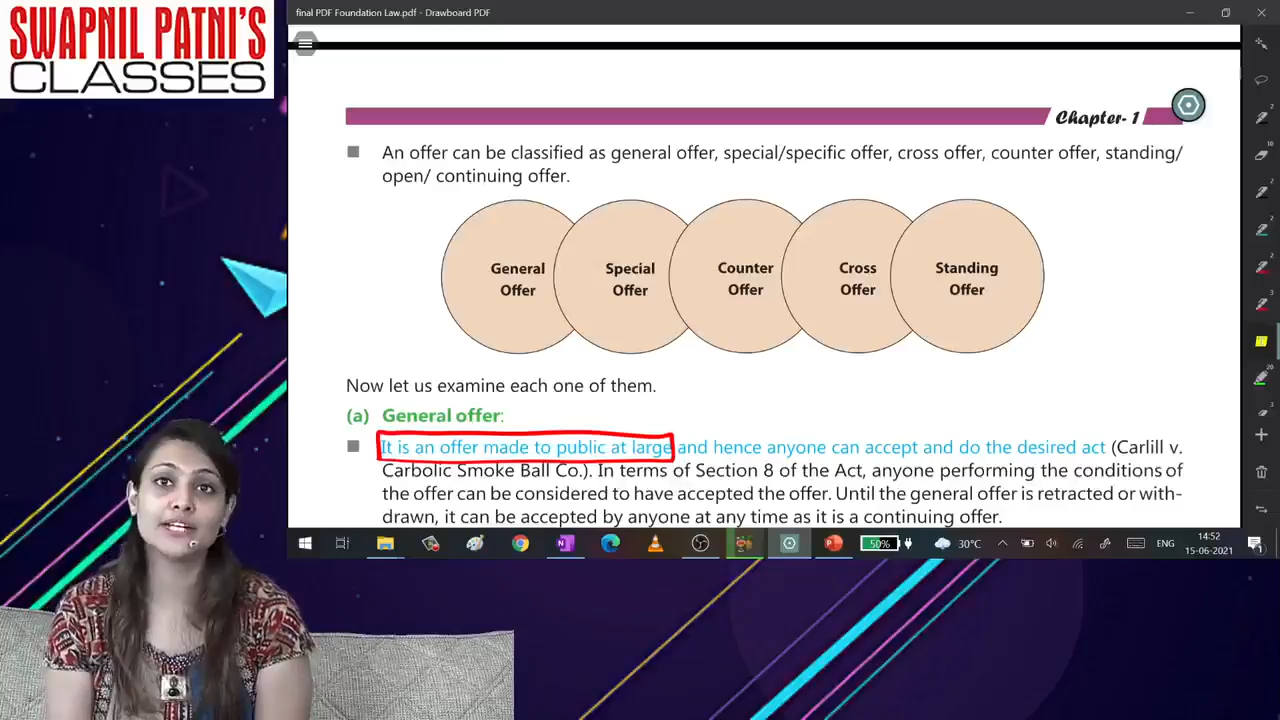 SWAPNIL PATNI'S
CLASSES
final PDF Foundation Law.pdf - Drawboard PDF
Chapter- 1
An offer can be classified as general offer, special/specific offer, cross offer, counter offer, standing/
open/ continuing offer.
General
Offer
Special
Offer
Counter
Offer
Cross
Offer
Standing
Offer
Now let us examine each one of them.
(a) General offer:
It is an offer made to public at large and hence anyone can accept and do the desired act (Carlill v.
Carbolic Smoke Ball Co.). In terms of Section 8 of the Act, anyone performing the conditions of
the offer can be considered to have accepted the offer. Until the general offer is retracted or with-
drawn, it can be accepted by anyone at any time as it is a continuing offer.
50%
30°C
ENG
14:52
15-06-2021